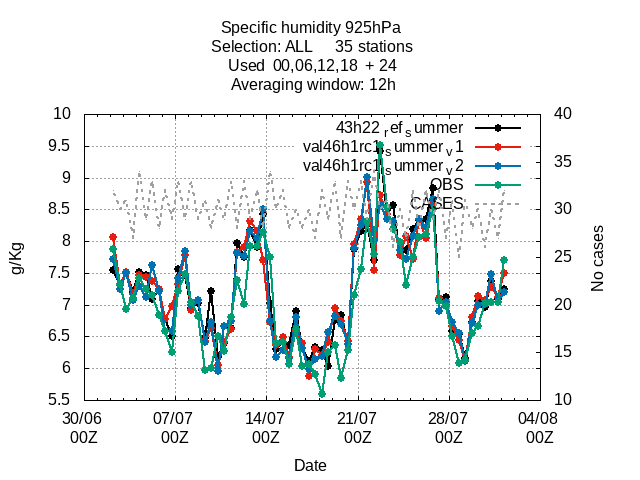 Specific humidity 925hPa
Selection: ALL 35 stations
Used 00,06,12,18 + 24
Averaging window: 12h
43h22refsummer
val46h1rc1summerv1
val46h1rc1summerv2
OBS
CASES
10
9.5
9
8.5
8
7.5
7
6.5
6
5.5
40
35
30
25
20
15
10
g/Kg
No cases
30/06 07/07 14/07 21/07 28/07 04/08
00Z 00Z 00Z 00Z 00Z 00Z
Date